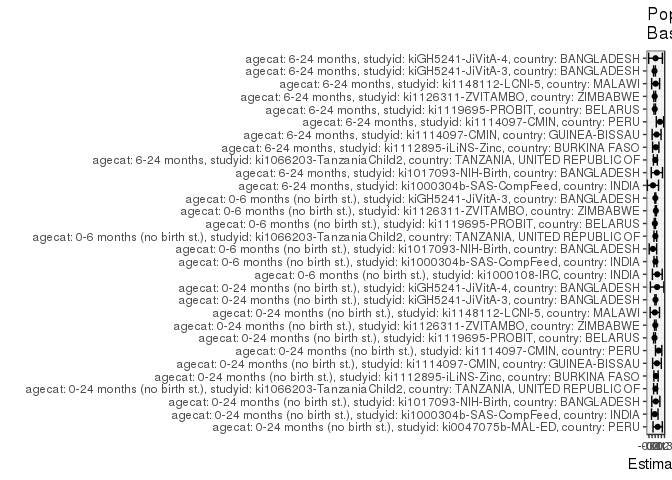 Pop
Bas
agecat: 6-24 months, studyid: kiGH5241-JiVitA-4, country: BANGLADESH
agecat: 6-24 months, studyid: kiGH5241-JiVitA-3, country: BANGLADESH
agecat: 6-24 months, studyid: ki1148112-LCNI-5, country: MALAWI
agecat: 6-24 months, studyid: ki1126311-ZVITAMBO, country: ZIMBABWE
agecat: 6-24 months, studyid: ki1119695-PROBIT, country: BELARUS
agecat: 6-24 months, studyid: ki1114097-CMIN, country: PERU
agecat: 6-24 months, studyid: ki1114097-CMIN, country: GUINEA-BISSAU
agecat: 6-24 months, studyid: ki1112895-iLiNS-Zinc, country: BURKINA FASO
agecat: 6-24 months, studyid: ki1066203-TanzaniaChild2, country: TANZANIA, UNITED REPUBLIC OF
agecat: 6-24 months, studyid: ki1017093-NIH-Birth, country: BANGLADESH
agecat: 6-24 months, studyid: ki1000304b-SAS-CompFeed, country: INDIA
agecat: 0-6 months (no birth st.), studyid: kiGH5241-JiVitA-3, country: BANGLADESH
agecat: 0-6 months (no birth st.), studyid: ki1126311-ZVITAMBO, country: ZIMBABWE
agecat: 0-6 months (no birth st.), studyid: ki1119695-PROBIT, country: BELARUS
agecat: 0-6 months (no birth st.), studyid: ki1066203-TanzaniaChild2, country: TANZANIA, UNITED REPUBLIC OF
agecat: 0-6 months (no birth st.), studyid: ki1017093-NIH-Birth, country: BANGLADESH
agecat: 0-6 months (no birth st.), studyid: ki1000304b-SAS-CompFeed, country: INDIA
agecat: 0-6 months (no birth st.), studyid: ki1000108-IRC, country: INDIA
agecat: 0-24 months (no birth st.), studyid: kiGH5241-JiVitA-4, country: BANGLADESH
agecat: 0-24 months (no birth st.), studyid: kiGH5241-JiVitA-3, country: BANGLADESH
agecat: 0-24 months (no birth st.), studyid: ki1148112-LCNI-5, country: MALAWI
agecat: 0-24 months (no birth st.), studyid: ki1126311-ZVITAMBO, country: ZIMBABWE
agecat: 0-24 months (no birth st.), studyid: ki1119695-PROBIT, country: BELARUS
agecat: 0-24 months (no birth st.), studyid: ki1114097-CMIN, country: PERU
agecat: 0-24 months (no birth st.), studyid: ki1114097-CMIN, country: GUINEA-BISSAU
agecat: 0-24 months (no birth st.), studyid: ki1112895-iLiNS-Zinc, country: BURKINA FASO
agecat: 0-24 months (no birth st.), studyid: ki1066203-TanzaniaChild2, country: TANZANIA, UNITED REPUBLIC OF
agecat: 0-24 months (no birth st.), studyid: ki1017093-NIH-Birth, country: BANGLADESH
agecat: 0-24 months (no birth st.), studyid: ki1000304b-SAS-CompFeed, country: INDIA
agecat: 0-24 months (no birth st.), studyid: ki0047075b-MAL-ED, country: PERU
Estima